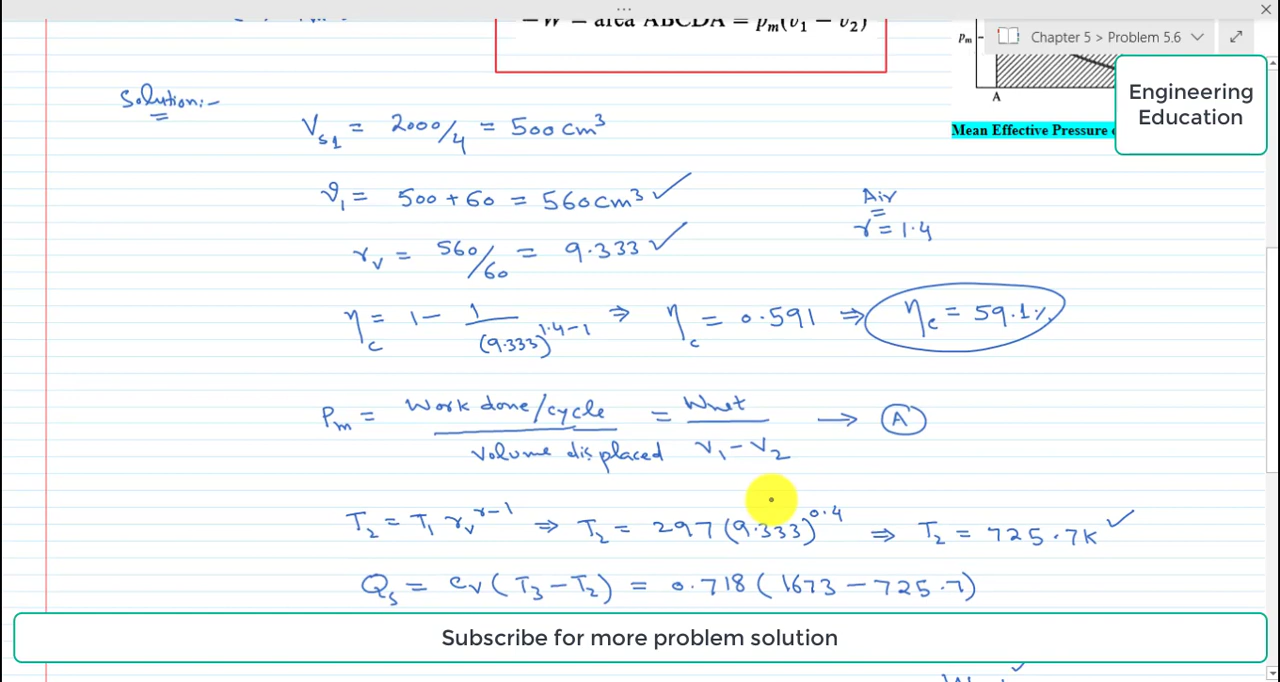 − W = area ABCDA = pₘ(v₁ − v₂)
pₘ
Chapter 5 > Problem 5.6
A
Engineering
Education
Mean Effective Pressure
Solution:-
Vs1 = 2000/4 = 500 cm³
ϑ₁ = 500 + 60 = 560 cm³ ✓
Air
γ = 1.4
rᵥ = 560/60 = 9.333 ✓
ηc = 1 - 1/(9.333)^1.4-1 ⇒ ηc = 0.591 ⇒ ηc = 59.1%
Pm = Work done/cycle / Volume displaced = Wnet / V₁ - V₂ → A
T₂ = T₁ rᵥ^γ-1 ⇒ T₂ = 297 (9.333)^0.4 ⇒ T₂ = 725.7K ✓
Qs = Cv (T₃ - T₂) = 0.718 (1673 - 725.7)
Subscribe for more problem solution